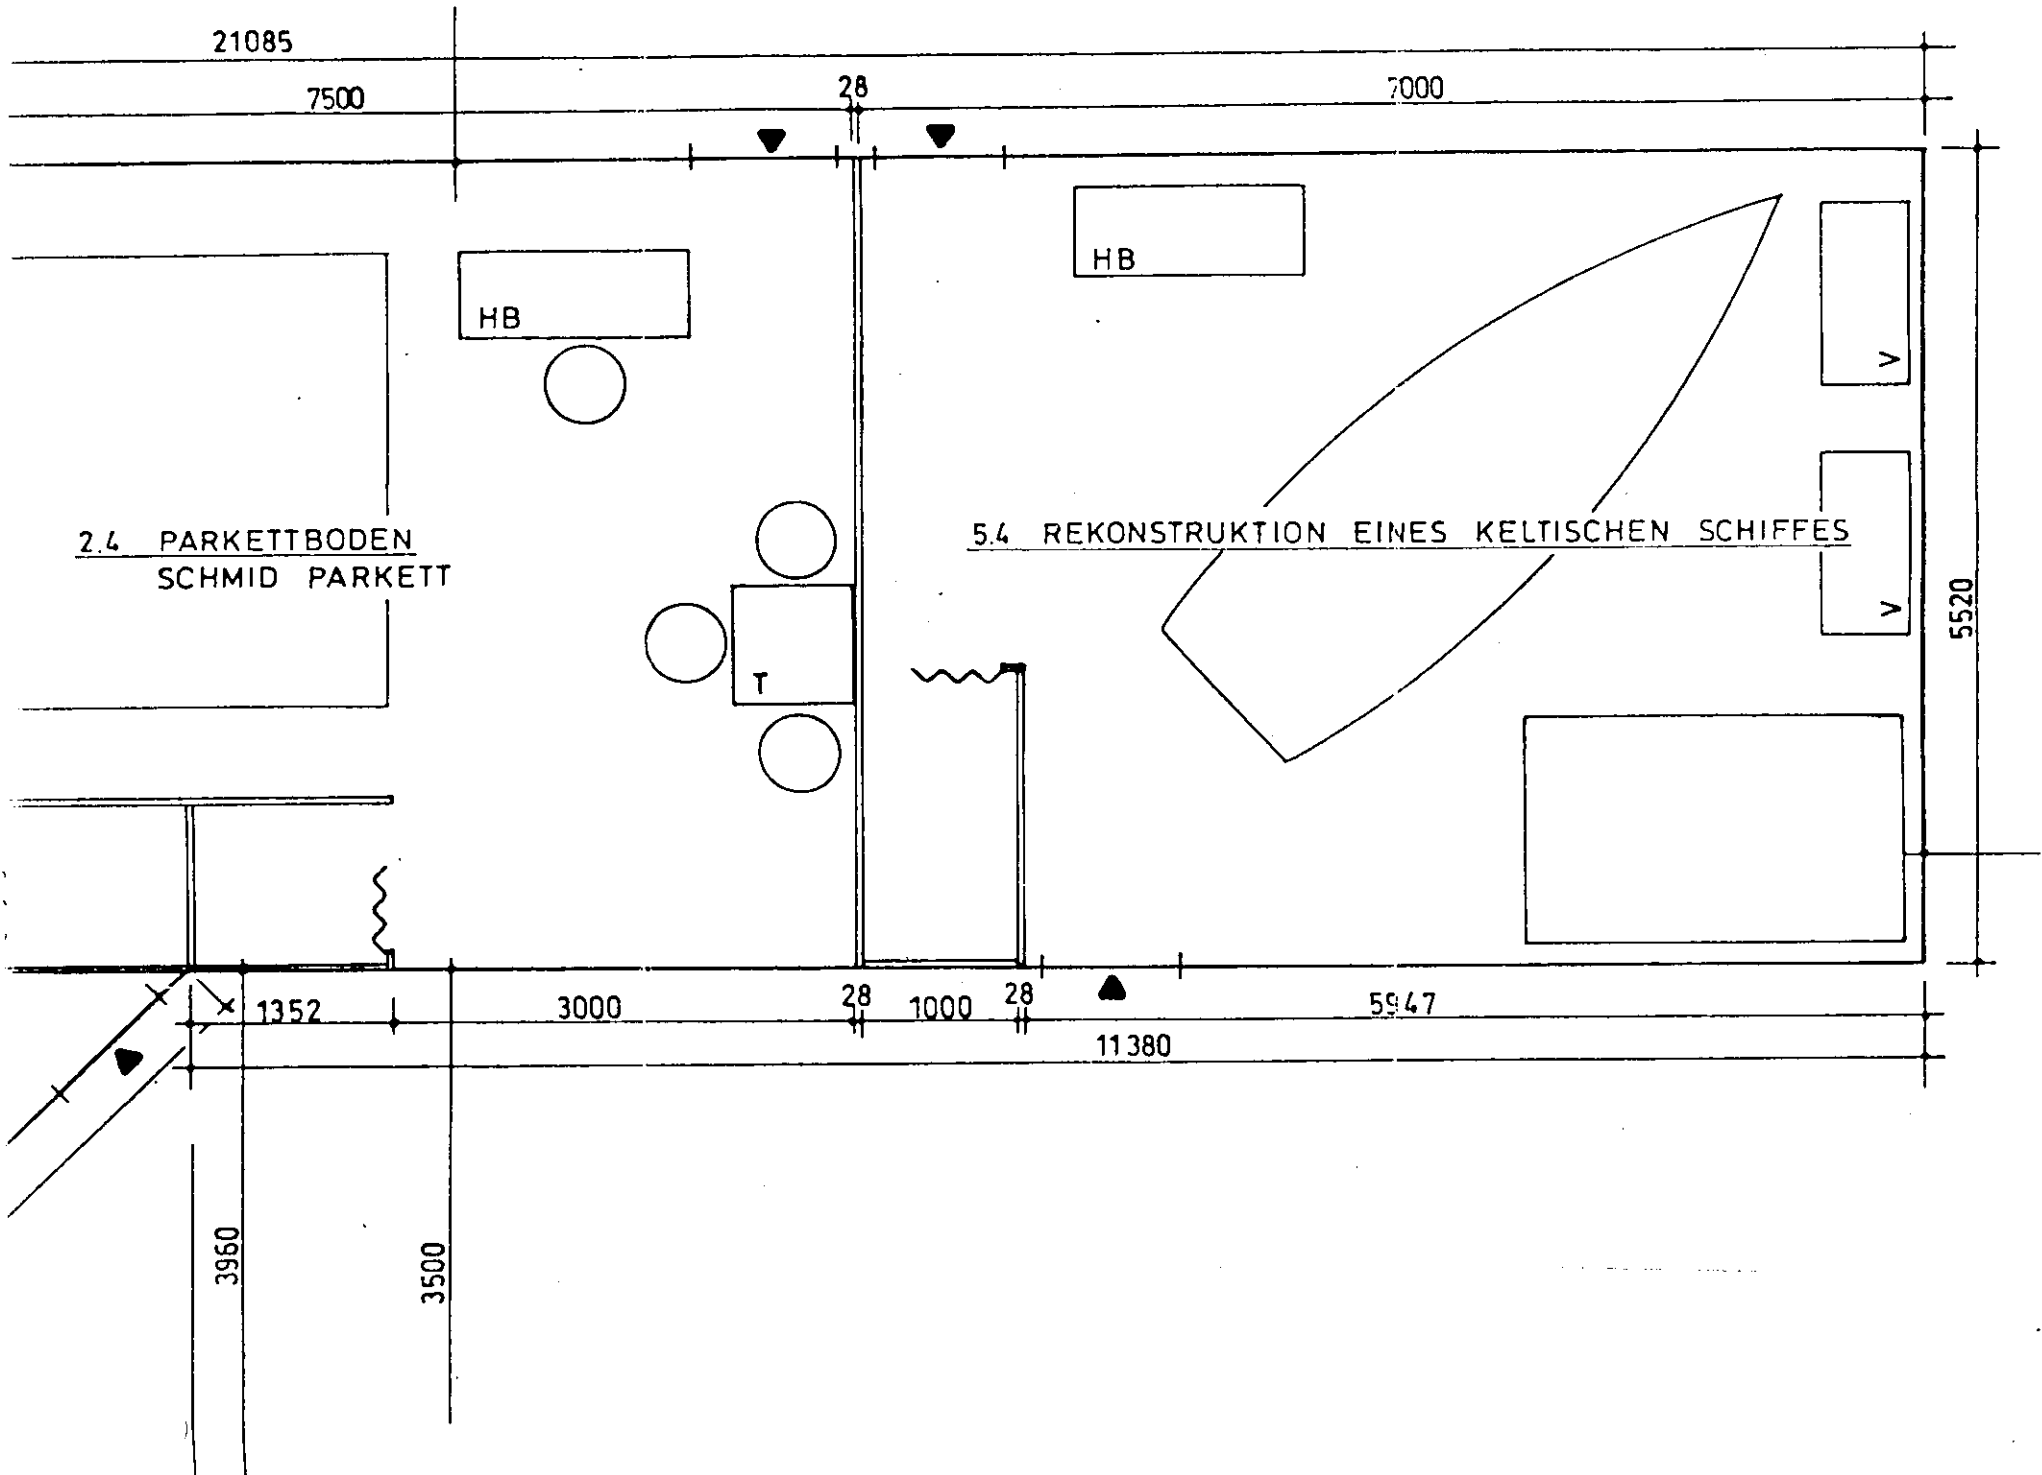 21085
7500
28
7000
HB
HB
V
2.4 PARKETTBODEN
SCHMID PARKETT
5.4 REKONSTRUKTION EINES KELTISCHEN SCHIFFES
V
T
5520
1352
3000
28
1000
28
5947
11380
3960
3500